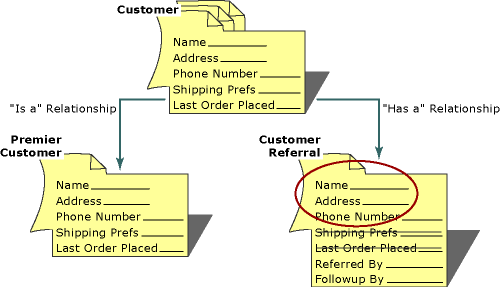 Customer
Name
Address
Phone Number
Shipping Prefs
Last Order Placed
"Is a" Relationship
"Has a" Relationship
Premier
Customer
Name
Address
Phone Number
Shipping Prefs
Last Order Placed
Customer
Referral
Name
Address
Phone Number
Shipping Prefs
Last Order Placed
Referred By
Followup By